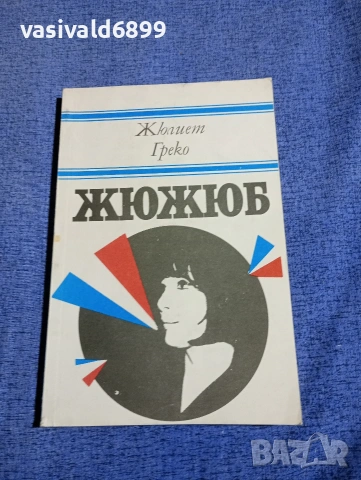 vasivald6899
Жюлиет
Греко
ЖЮЖЮБ
BAZAR